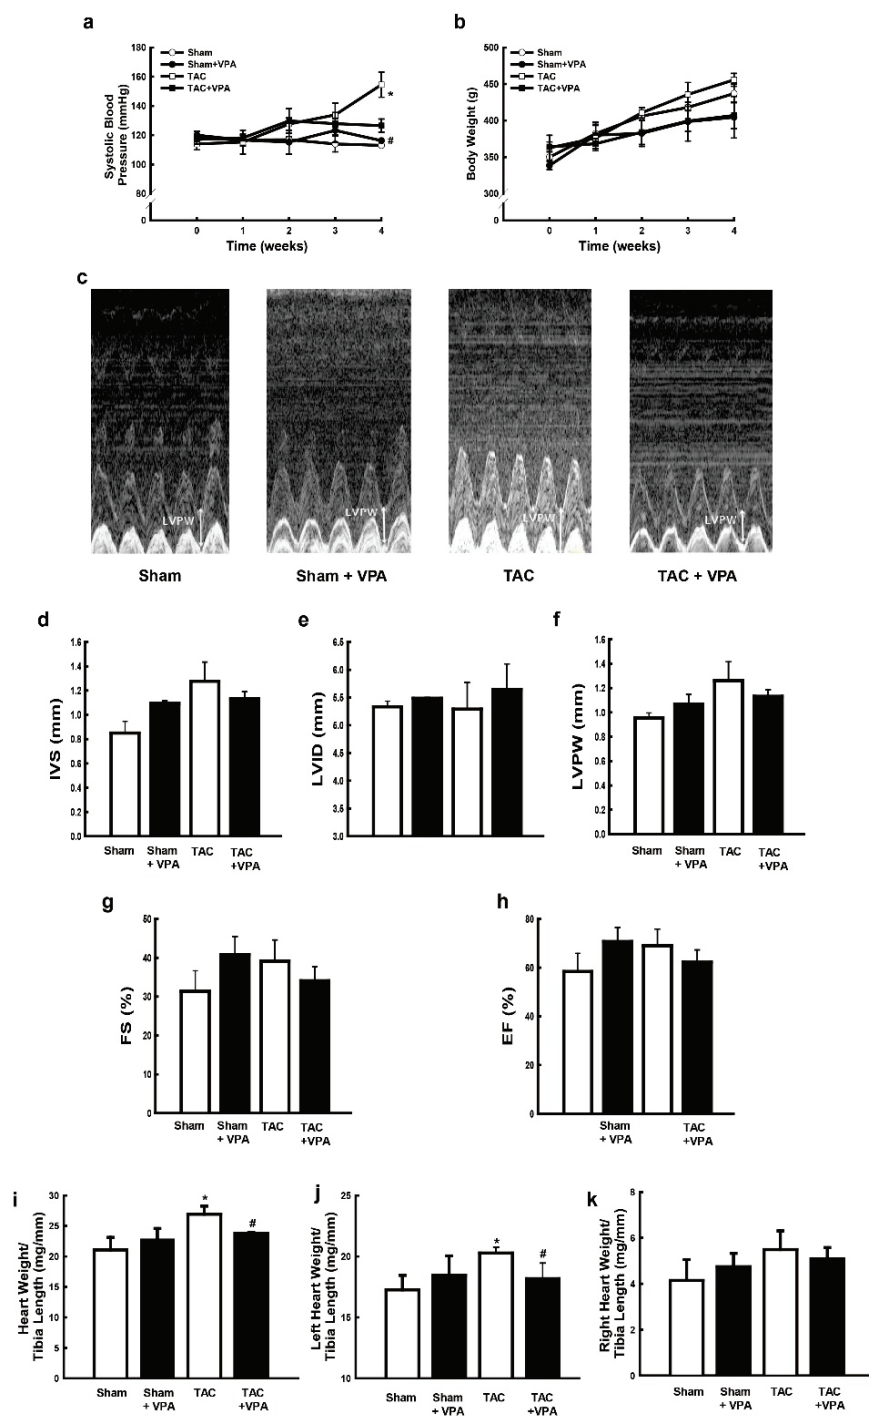 a
Systolic Blood
Pressure (mmHg)
180
160
140
120
100
80
0
Sham
Sham+VPA
TAC
TAC+VPA
*
#
0 1 2 3 4
Time (weeks)
b
Body Weight (g)
500
450
400
350
300
0
Sham
Sham+VPA
TAC
TAC+VPA
0 1 2 3 4
Time (weeks)
c
LVPW
LVPW
LVPW
LVPW
Sham
Sham + VPA
TAC
TAC + VPA
d
IVS (mm)
1.6
1.4
1.2
1.0
0.8
0.6
0.4
0.2
0.0
Sham Sham + VPA TAC TAC +VPA
e
LVID (mm)
6.5
6.0
5.5
5.0
4.5
4.0
3.5
3.0
f
LVPW (mm)
1.6
1.4
1.2
1.0
0.8
0.6
0.4
0.2
0.0
Sham Sham + VPA TAC TAC +VPA
g
FS (%)
50
40
30
20
10
0
Sham Sham + VPA TAC TAC +VPA
h
EF (%)
80
60
40
20
0
Sham + VPA TAC +VPA
i
Heart Weight/
Tibia Length (mg/mm)
30
25
20
15
10
5
0
*
#
Sham Sham + VPA TAC TAC +VPA
j
Left Heart Weight/
Tibia Length (mg/mm)
25
20
15
10
*
#
Sham Sham + VPA TAC TAC +VPA
k
Right Heart Weight/
Tibia Length (mg/mm)
8
6
4
2
0
Sham Sham + VPA TAC TAC +VPA